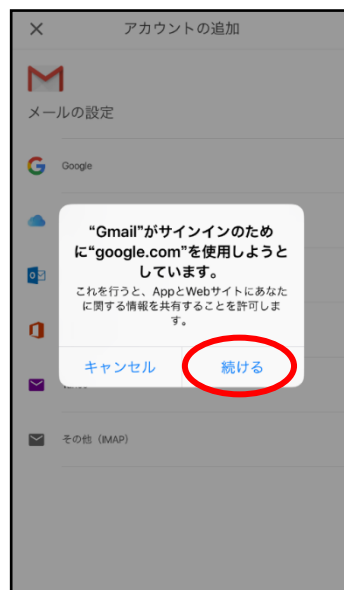 アカウントの追加
メールの設定
Google
“Gmail”がサインインのため
に“google.com”を使用しようと
しています。
これを行うと、AppとWebサイトにあなた
に関する情報を共有することを許可しま
す。
キャンセル
続ける
その他（IMAP）